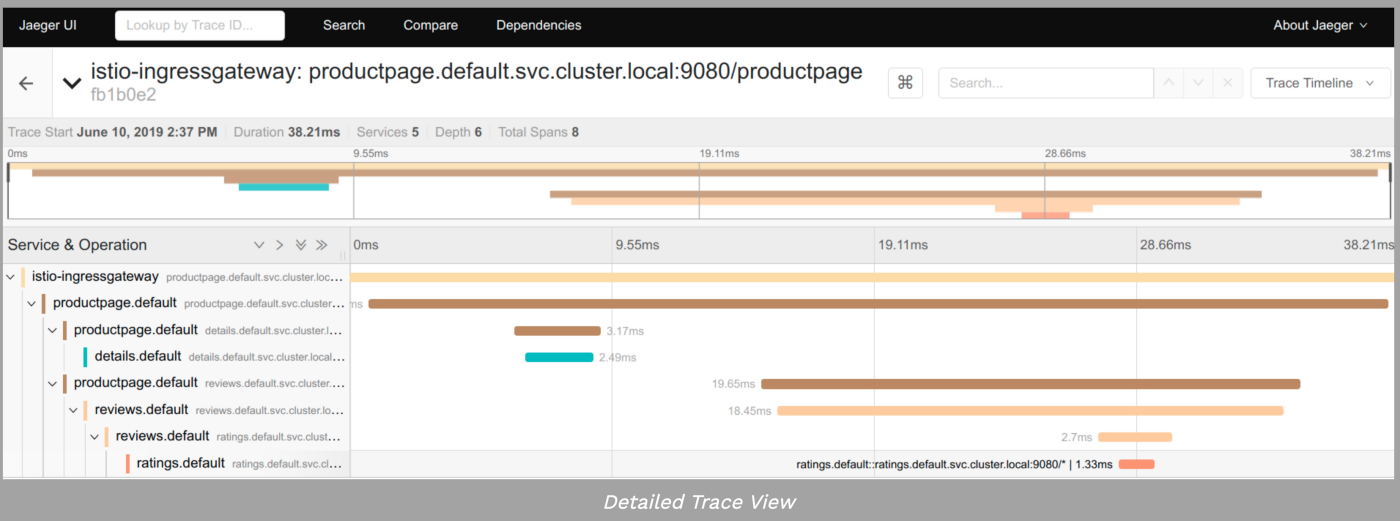 Jaeger UI Lookup by Trace ID... Search Compare Dependencies About Jaeger
istio-ingressgateway: productpage.default.svc.cluster.local:9080/productpage
fb1b0e2
⌘ Search... Trace Timeline
Trace Start June 10, 2019 2:37 PM Duration 38.21ms Services 5 Depth 6 Total Spans 8
0ms 9.55ms 19.11ms 28.66ms 38.21ms
Service & Operation 0ms 9.55ms 19.11ms 28.66ms 38.21ms
istio-ingressgateway productpage.default.svc.cluster.loc...
productpage.default productpage.default.svc.cluster... ms
productpage.default details.default.svc.cluster.l... 3.17ms
details.default details.default.svc.cluster.local... 2.49ms
productpage.default reviews.default.svc.cluster.... 19.65ms
reviews.default reviews.default.svc.cluster.lo... 18.45ms
reviews.default ratings.default.svc.clust... 2.7ms
ratings.default ratings.default.svc.cl... ratings.default::ratings.default.svc.cluster.local:9080/* | 1.33ms
Detailed Trace View